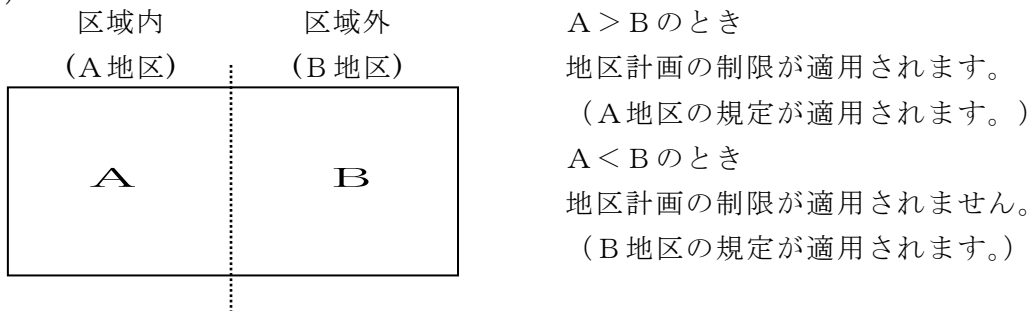 区域内 区域外
(A地区) (B地区)
A B
A＞Bのとき
地区計画の制限が適用されます。
（A地区の規定が適用されます。）
A＜Bのとき
地区計画の制限が適用されません。
（B地区の規定が適用されます。）